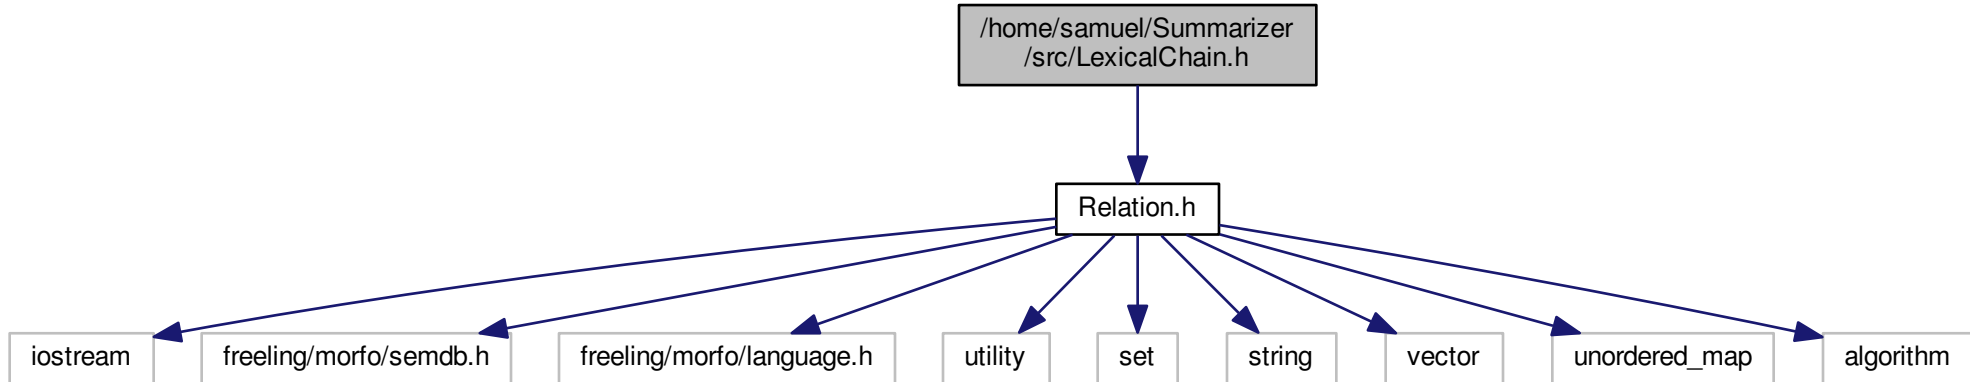 /home/samuel/Summarizer
/src/LexicalChain.h
Relation.h
iostream
freeling/morfo/semdb.h
freeling/morfo/language.h
utility
set
string
vector
unordered_map
algorithm